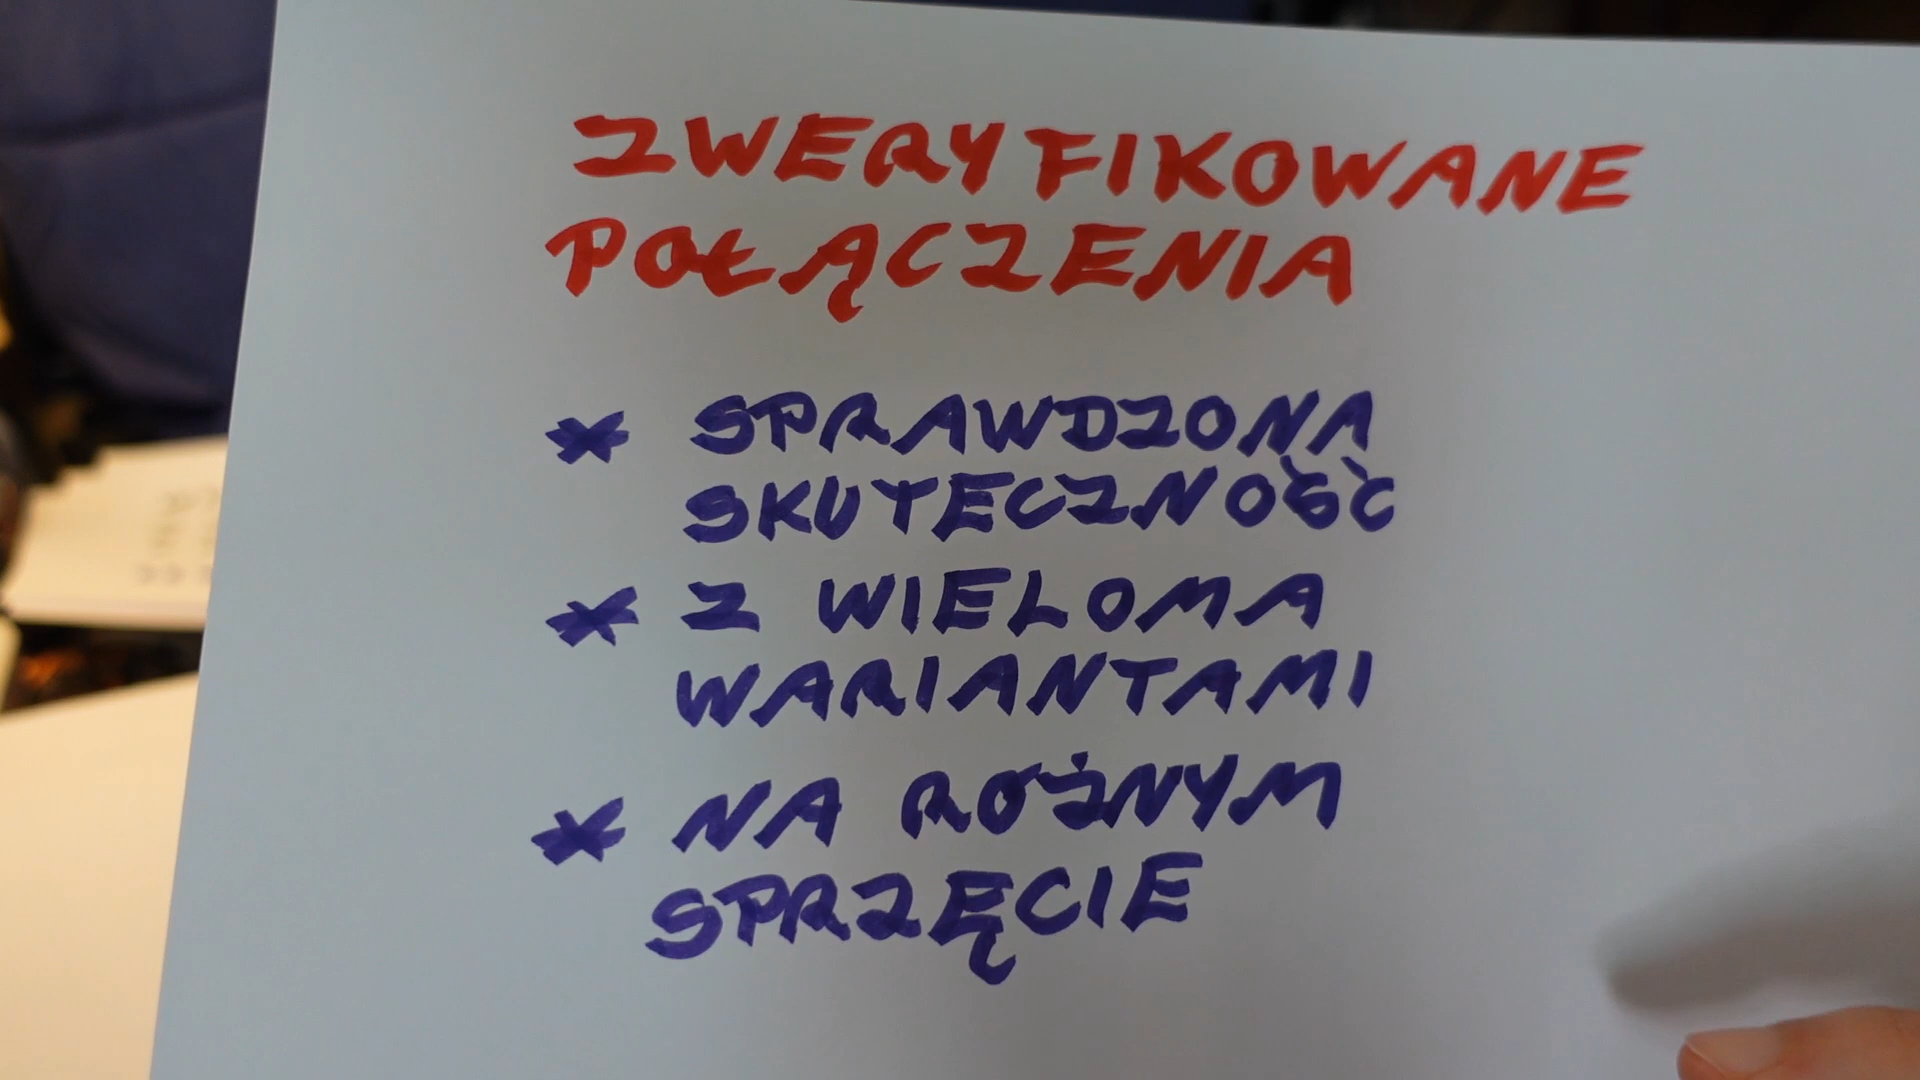 ZWERYFIKOWANE
POŁĄCZENIA
* SPRAWDZONA
SKUTECZNOŚĆ
* Z WIELOMA
WARIANTAMI
* NA RÓŻNYM
SPRZĘCIE